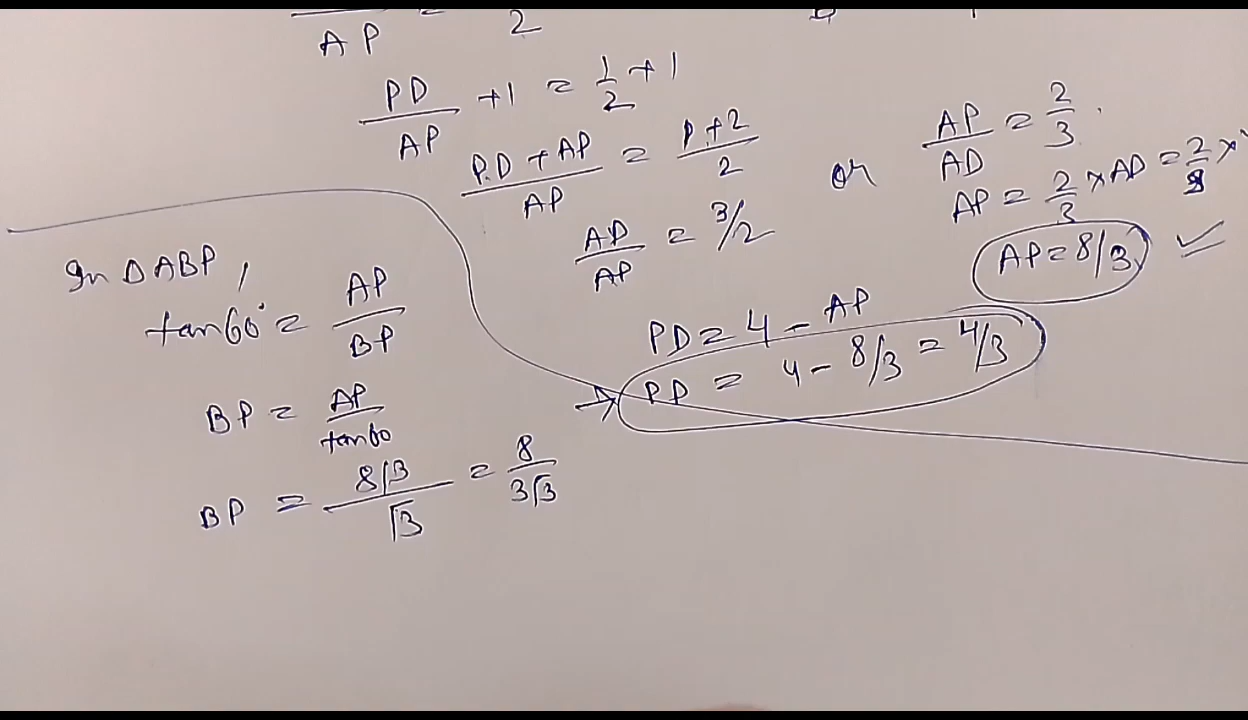 AP 2
PD/AP +1 = 1/2 +1
PD + AP/AP = 1+2/2
AD/AP = 3/2
or AP/AD = 2/3.
AP = 2/3 × AD = 2/3 ×
AP = 8/3 ✓
PD = 4 - AP
→ PD = 4 - 8/3 = 4/3
In ΔABP,
tan60° = AP/BP
BP = AP/tan60
BP = 8/3/√3 = 8/3√3